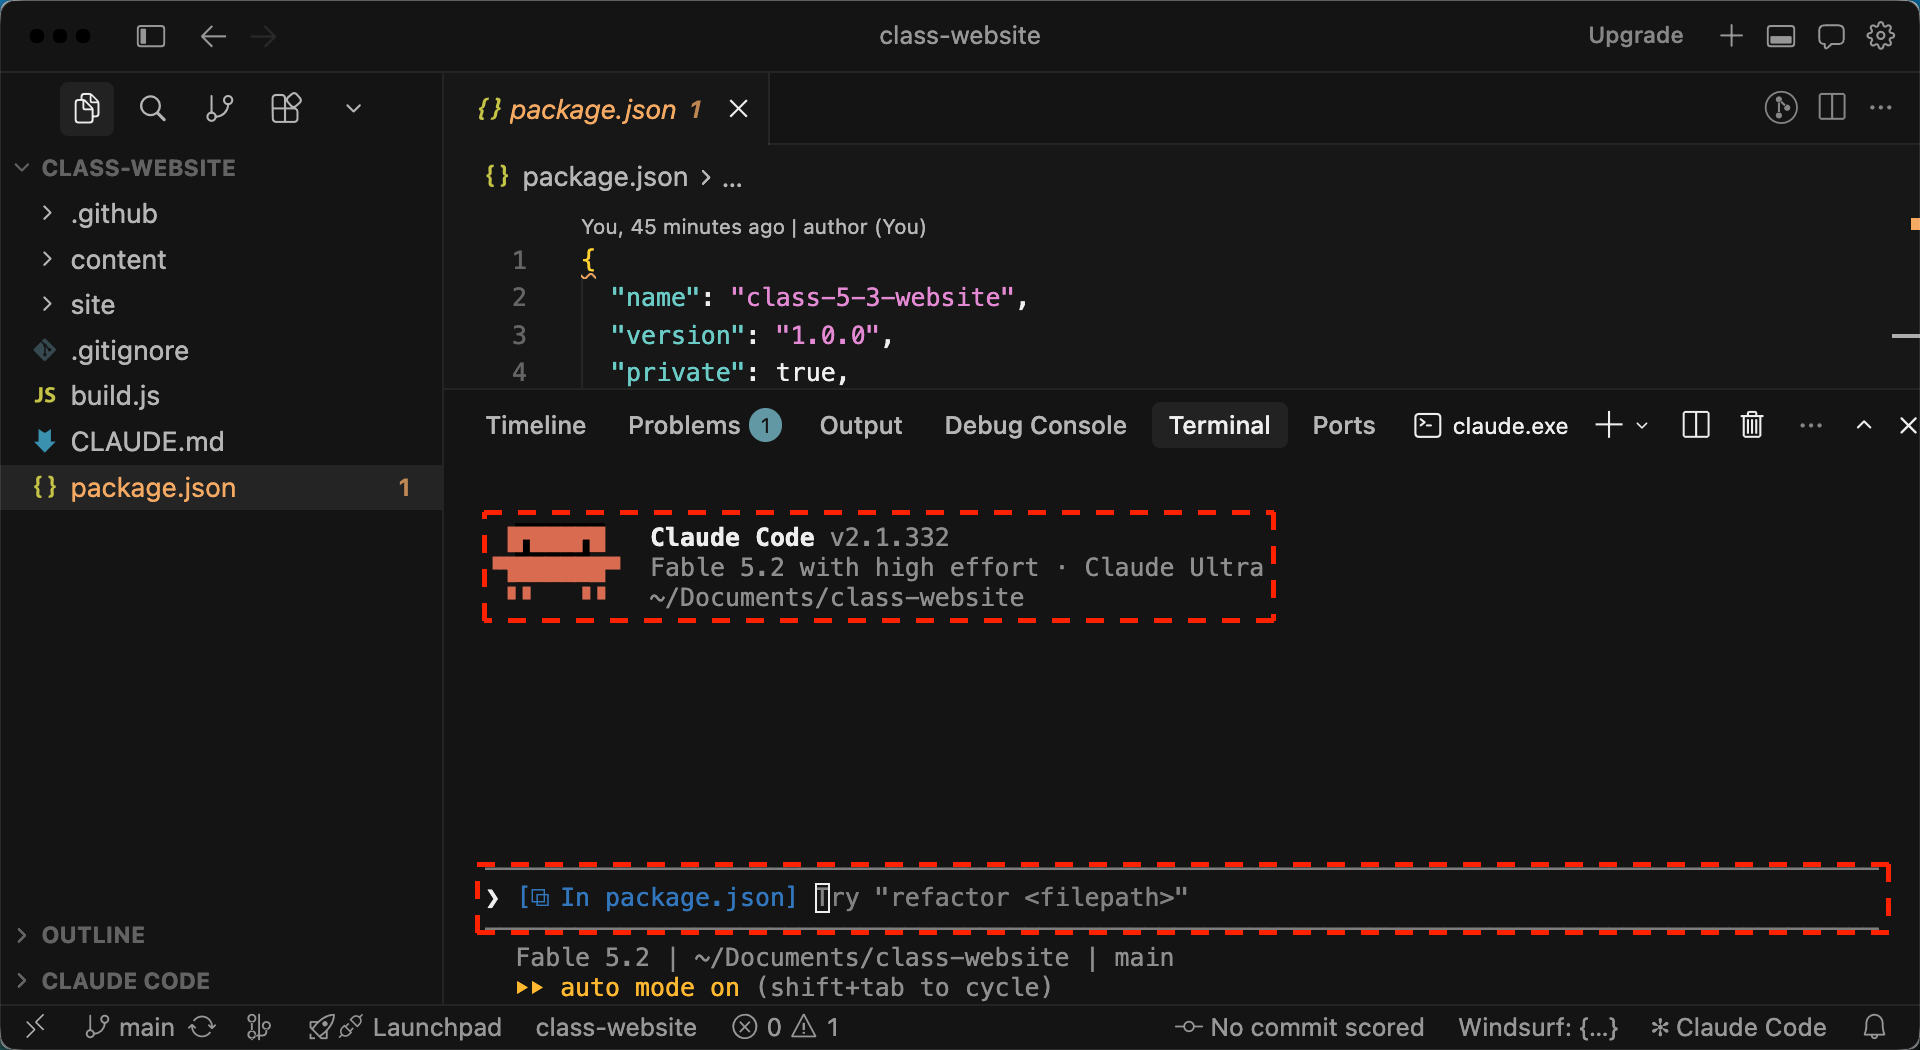 class-website
Upgrade
CLASS-WEBSITE
.github
content
site
.gitignore
JS build.js
CLAUDE.md
{} package.json 1
OUTLINE
CLAUDE CODE
{} package.json 1
{} package.json > ...
You, 45 minutes ago | author (You)
1 {
2 "name": "class-5-3-website",
3 "version": "1.0.0",
4 "private": true,
Timeline Problems 1 Output Debug Console Terminal Ports claude.exe
Claude Code v2.1.332
Fable 5.2 with high effort · Claude Ultra
~/Documents/class-website
❯ [⧉ In package.json] Try "refactor <filepath>"
Fable 5.2 | ~/Documents/class-website | main
⏵⏵ auto mode on (shift+tab to cycle)
main Launchpad class-website 0 1 No commit scored Windsurf: {...} Claude Code